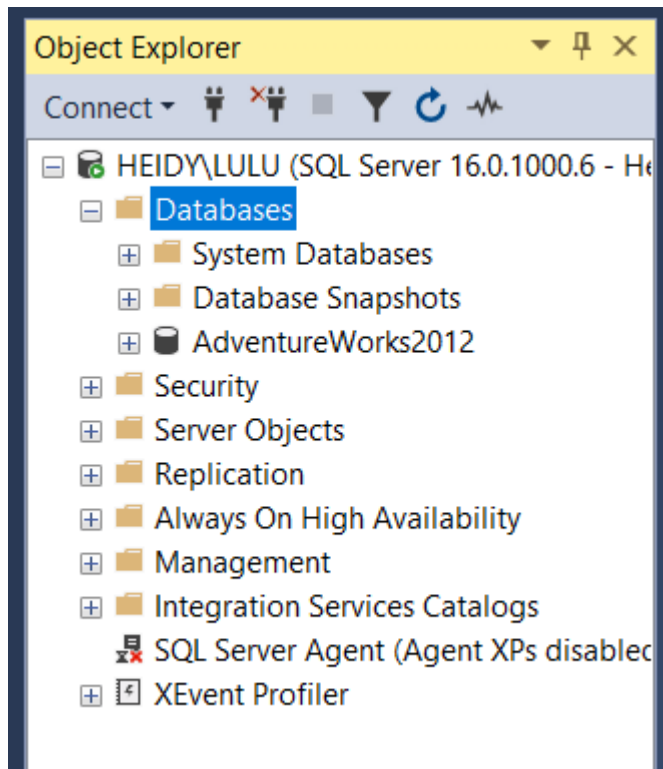 Object Explorer
Connect
HEIDY\LULU (SQL Server 16.0.1000.6 - He
Databases
System Databases
Database Snapshots
AdventureWorks2012
Security
Server Objects
Replication
Always On High Availability
Management
Integration Services Catalogs
SQL Server Agent (Agent XPs disabled
XEvent Profiler